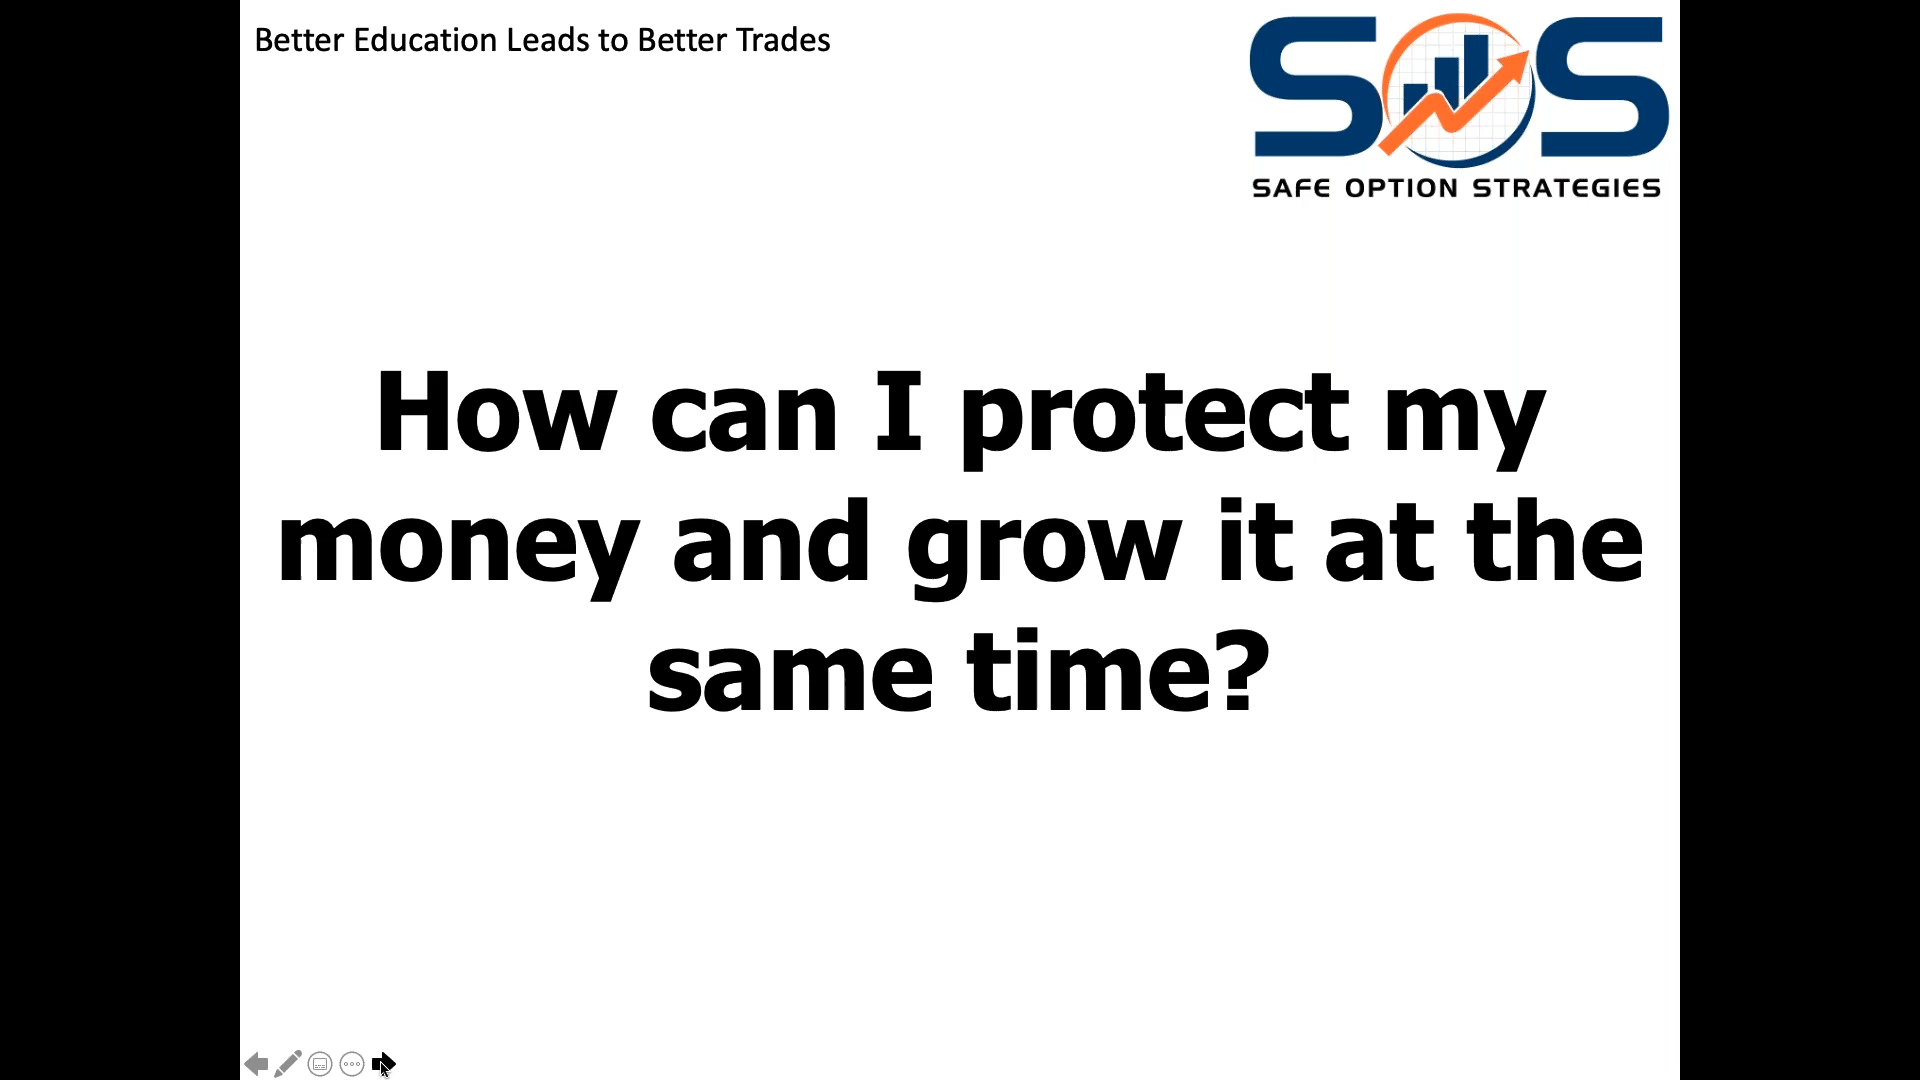 Better Education Leads to Better Trades
SOS
SAFE OPTION STRATEGIES
How can I protect my
money and grow it at the
same time?